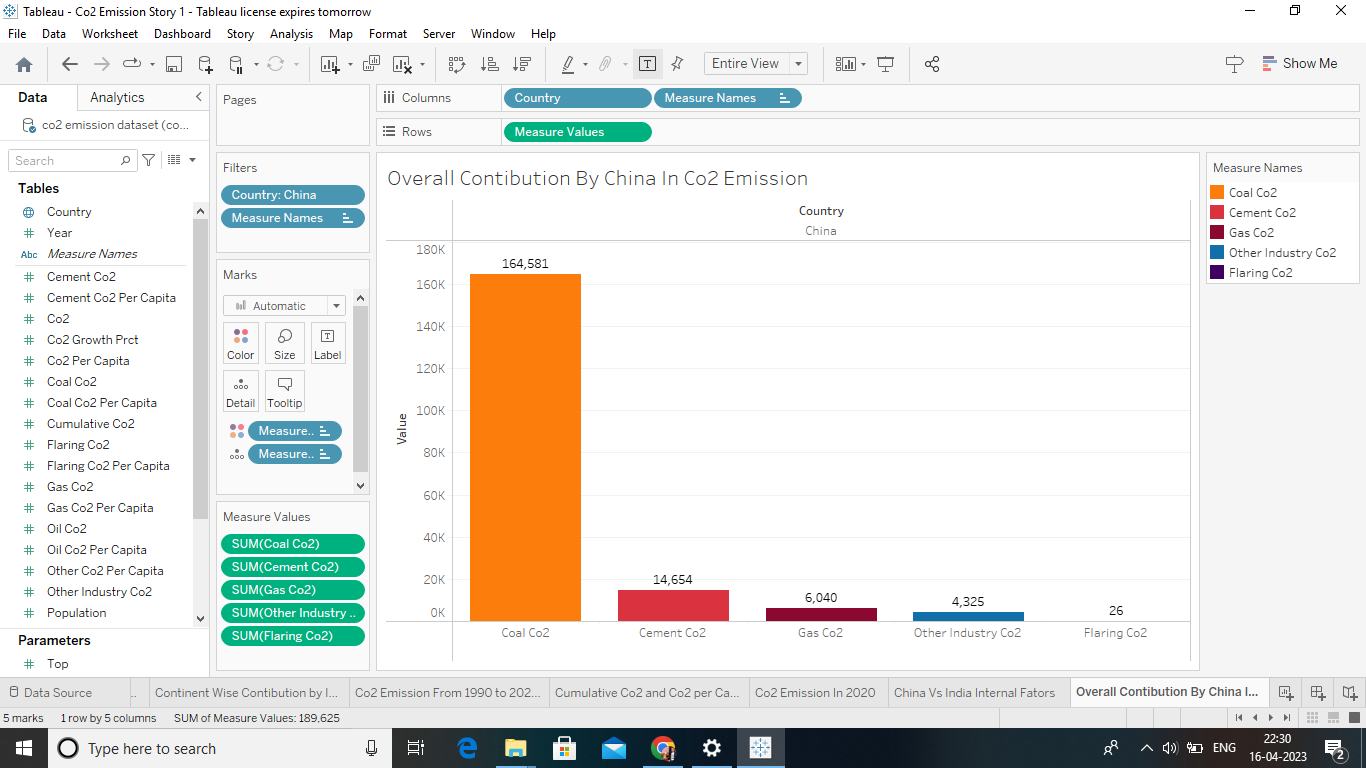 Tableau - Co2 Emission Story 1 - Tableau license expires tomorrow
File Data Worksheet Dashboard Story Analysis Map Format Server Window Help
Entire View
Show Me
Data Analytics
co2 emission dataset (co...
Search
Tables
Country
Year
Abc Measure Names
Cement Co2
Cement Co2 Per Capita
Co2
Co2 Growth Prct
Co2 Per Capita
Coal Co2
Coal Co2 Per Capita
Cumulative Co2
Flaring Co2
Flaring Co2 Per Capita
Gas Co2
Gas Co2 Per Capita
Oil Co2
Oil Co2 Per Capita
Other Co2 Per Capita
Other Industry Co2
Population
Parameters
Top
Pages
Filters
Country: China
Measure Names
Marks
Automatic
Color Size Label
Detail Tooltip
Measure..
Measure..
Measure Values
SUM(Coal Co2)
SUM(Cement Co2)
SUM(Gas Co2)
SUM(Other Industry ..
SUM(Flaring Co2)
Columns Country Measure Names
Rows Measure Values
Overall Contibution By China In Co2 Emission
Country
China
Value
180K
160K
140K
120K
100K
80K
60K
40K
20K
0K
164,581
14,654
6,040
4,325
26
Coal Co2 Cement Co2 Gas Co2 Other Industry Co2 Flaring Co2
Measure Names
Coal Co2
Cement Co2
Gas Co2
Other Industry Co2
Flaring Co2
Data Source .. Continent Wise Contibution by I... Co2 Emission From 1990 to 202... Cumulative Co2 and Co2 per Ca... Co2 Emission In 2020 China Vs India Internal Fators Overall Contibution By China I...
5 marks 1 row by 5 columns SUM of Measure Values: 189,625
Type here to search
ENG
22:30
16-04-2023
2